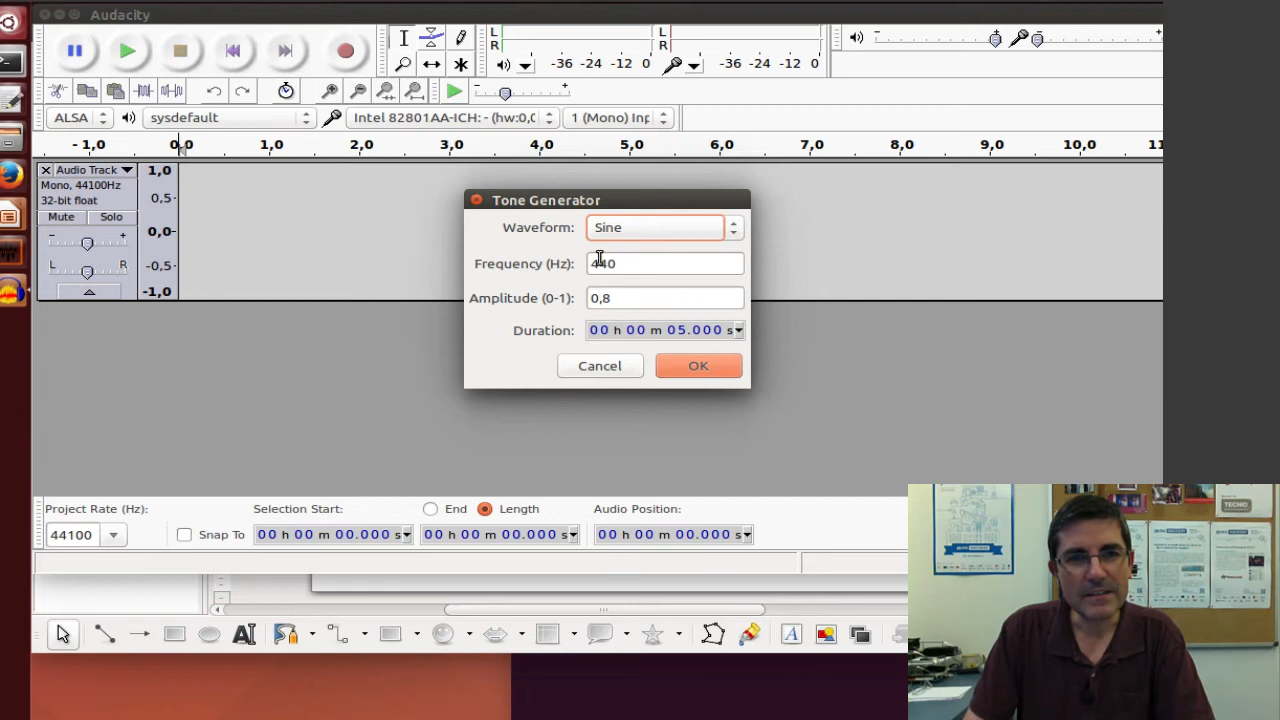 Audacity
L
R
-36 -24 -12 0
L
R
-36 -24 -12 0
- +
ALSA
sysdefault
Intel 82801AA-ICH: - (hw:0,0
1 (Mono) Inp
- 1,0 0,0 1,0 2,0 3,0 4,0 5,0 6,0 7,0 8,0 9,0 10,0 11
Audio Track
Mono, 44100Hz
32-bit float
Mute Solo
- +
L R
1,0
0,5-
0,0-
-0,5-
-1,0
Tone Generator
Waveform: Sine
Frequency (Hz): 440
Amplitude (0-1): 0,8
Duration: 00 h 00 m 05.000 s
Cancel OK
Project Rate (Hz): Selection Start: End Length Audio Position:
44100 Snap To 00 h 00 m 00.000 s 00 h 00 m 00.000 s 00 h 00 m 00.000 s
TECNIO